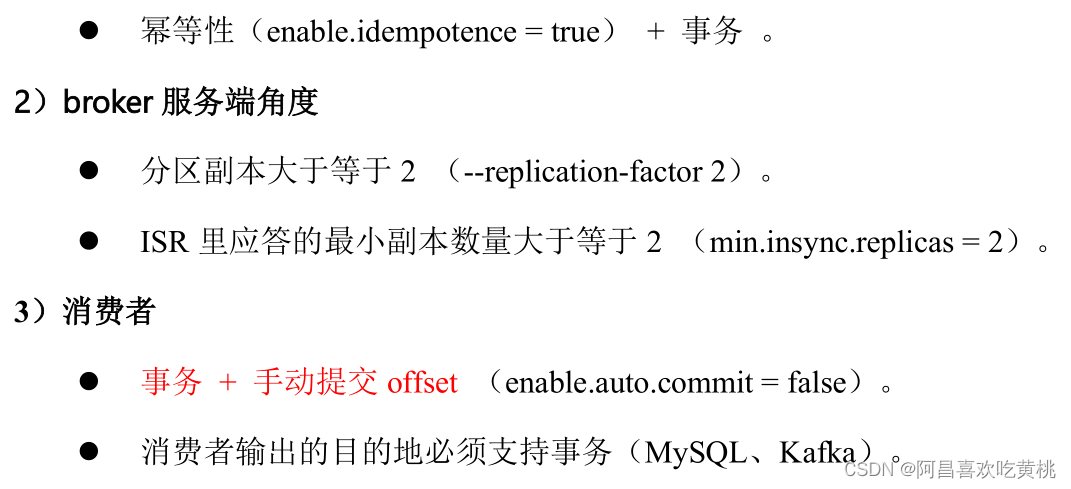 ● 幂等性（enable.idempotence = true） + 事务 。
2）broker 服务端角度
● 分区副本大于等于 2 （--replication-factor 2）。
● ISR 里应答的最小副本数量大于等于 2 （min.insync.replicas = 2）。
3）消费者
● 事务 + 手动提交 offset （enable.auto.commit = false）。
● 消费者输出的目的地必须支持事务（MySQL、Kafka）。
CSDN @阿昌喜欢吃黄桃